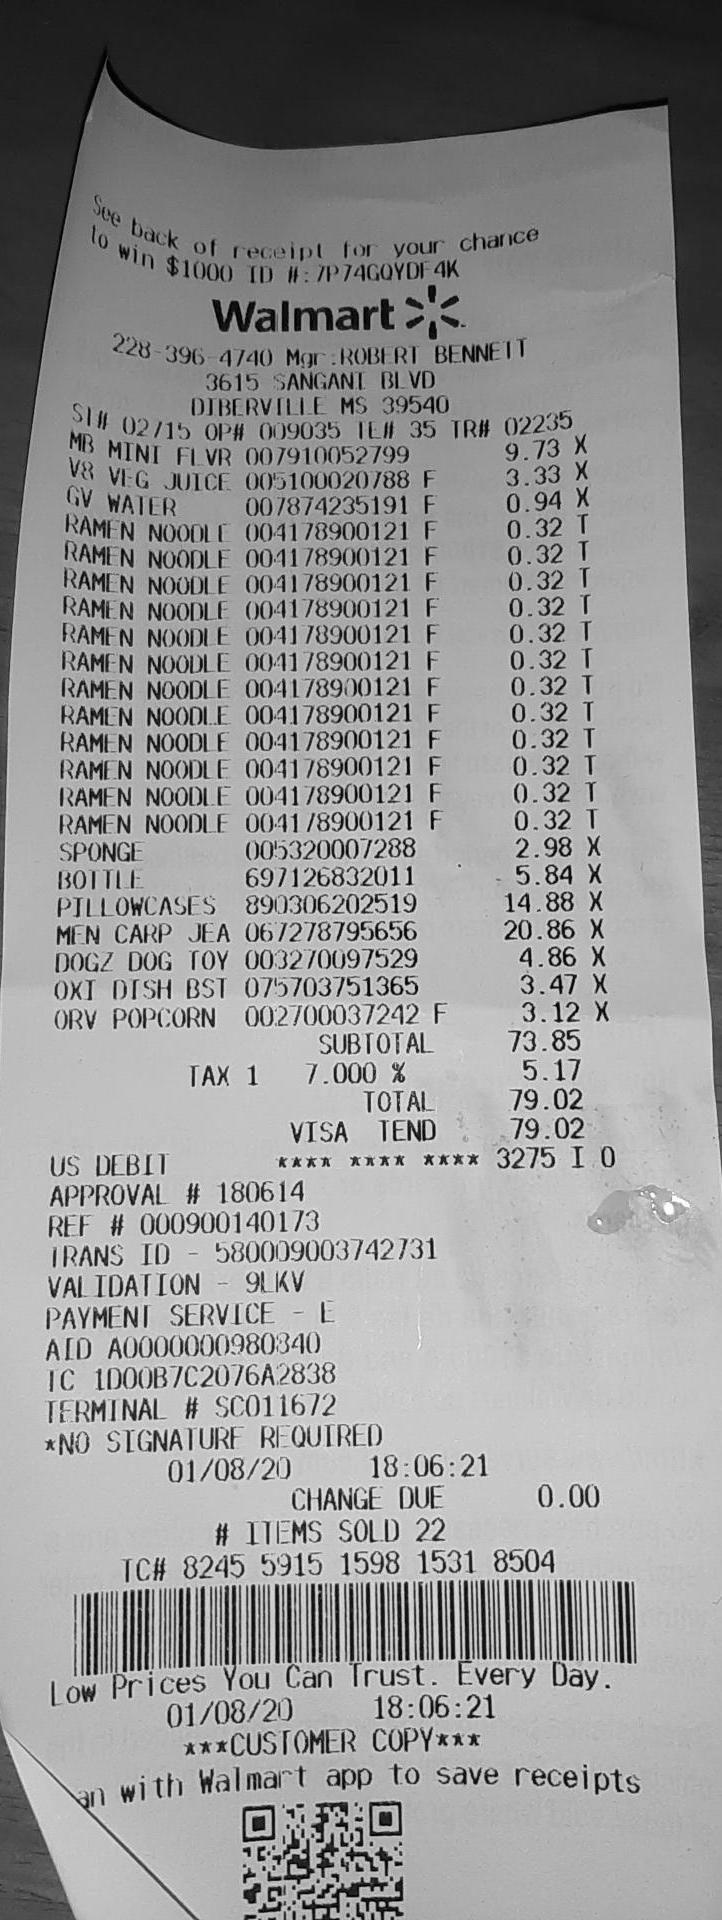 See back of receipt for your chance
to win $1000 ID #:7P74GQYDF4K
Walmart
228-396-4740 Mgr:ROBERT BENNETT
3615 SANGANI BLVD
DIBERVILLE MS 39540
ST# 02715 OP# 009035 TE# 35 TR# 02235
MB MINI FLVR 007910052799 9.73 X
V8 VEG JUICE 005100020788 F 3.33 X
GV WATER 007874235191 F 0.94 X
RAMEN NOODLE 004178900121 F 0.32 T
RAMEN NOODLE 004178900121 F 0.32 T
RAMEN NOODLE 004178900121 F 0.32 T
RAMEN NOODLE 004178900121 F 0.32 T
RAMEN NOODLE 004178900121 F 0.32 T
RAMEN NOODLE 004178900121 F 0.32 T
RAMEN NOODLE 004178900121 F 0.32 T
RAMEN NOODLE 004178900121 F 0.32 T
RAMEN NOODLE 004178900121 F 0.32 T
RAMEN NOODLE 004178900121 F 0.32 T
RAMEN NOODLE 004178900121 F 0.32 T
RAMEN NOODLE 004178900121 F 0.32 T
SPONGE 005320007288 2.98 X
BOTTLE 697126832011 5.84 X
PILLOWCASES 890306202519 14.88 X
MEN CARP JEA 067278795656 20.86 X
DOGZ DOG TOY 003270097529 4.86 X
OXI DISH BST 075703751365 3.47 X
ORV POPCORN 002700037242 F 3.12 X
SUBTOTAL 73.85
TAX 1 7.000 % 5.17
TOTAL 79.02
VISA TEND 79.02
US DEBIT **** **** **** 3275 I 0
APPROVAL # 180614
REF # 000900140173
TRANS ID - 580009003742731
VALIDATION - 9LKV
PAYMENT SERVICE - E
AID A0000000980840
TC 1D00B7C2076A2838
TERMINAL # SC011672
*NO SIGNATURE REQUIRED
01/08/20 18:06:21
CHANGE DUE 0.00
# ITEMS SOLD 22
TC# 8245 5915 1598 1531 8504
Low Prices You Can Trust. Every Day.
01/08/20 18:06:21
***CUSTOMER COPY***
an with Walmart app to save receipts